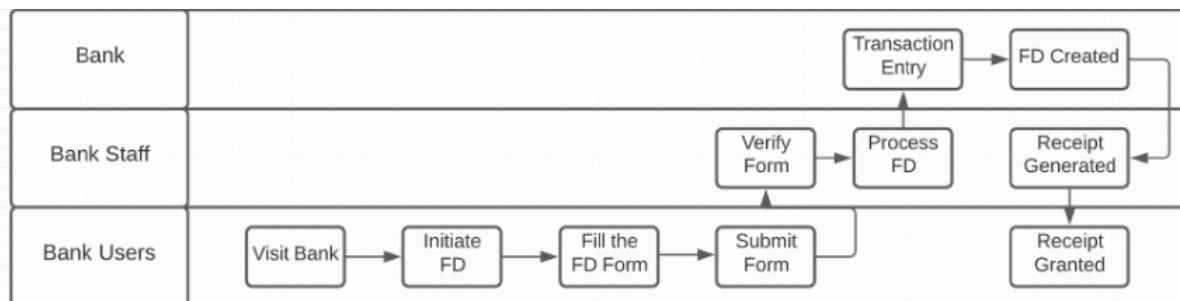 Bank
Transaction
Entry
FD Created
Bank Staff
Verify
Form
Process
FD
Receipt
Generated
Bank Users
Visit Bank
Initiate
FD
Fill the
FD Form
Submit
Form
Receipt
Granted